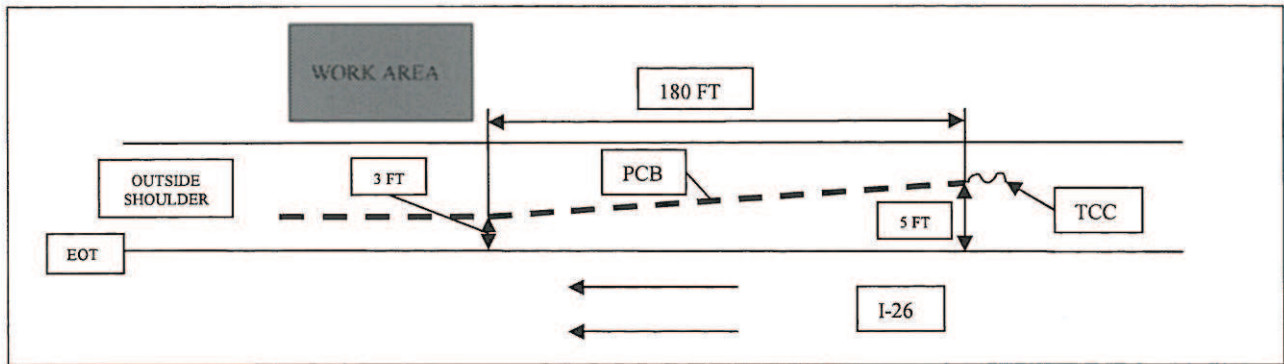 WORK AREA
180 FT
OUTSIDE
SHOULDER
3 FT
PCB
TCC
5 FT
EOT
I-26